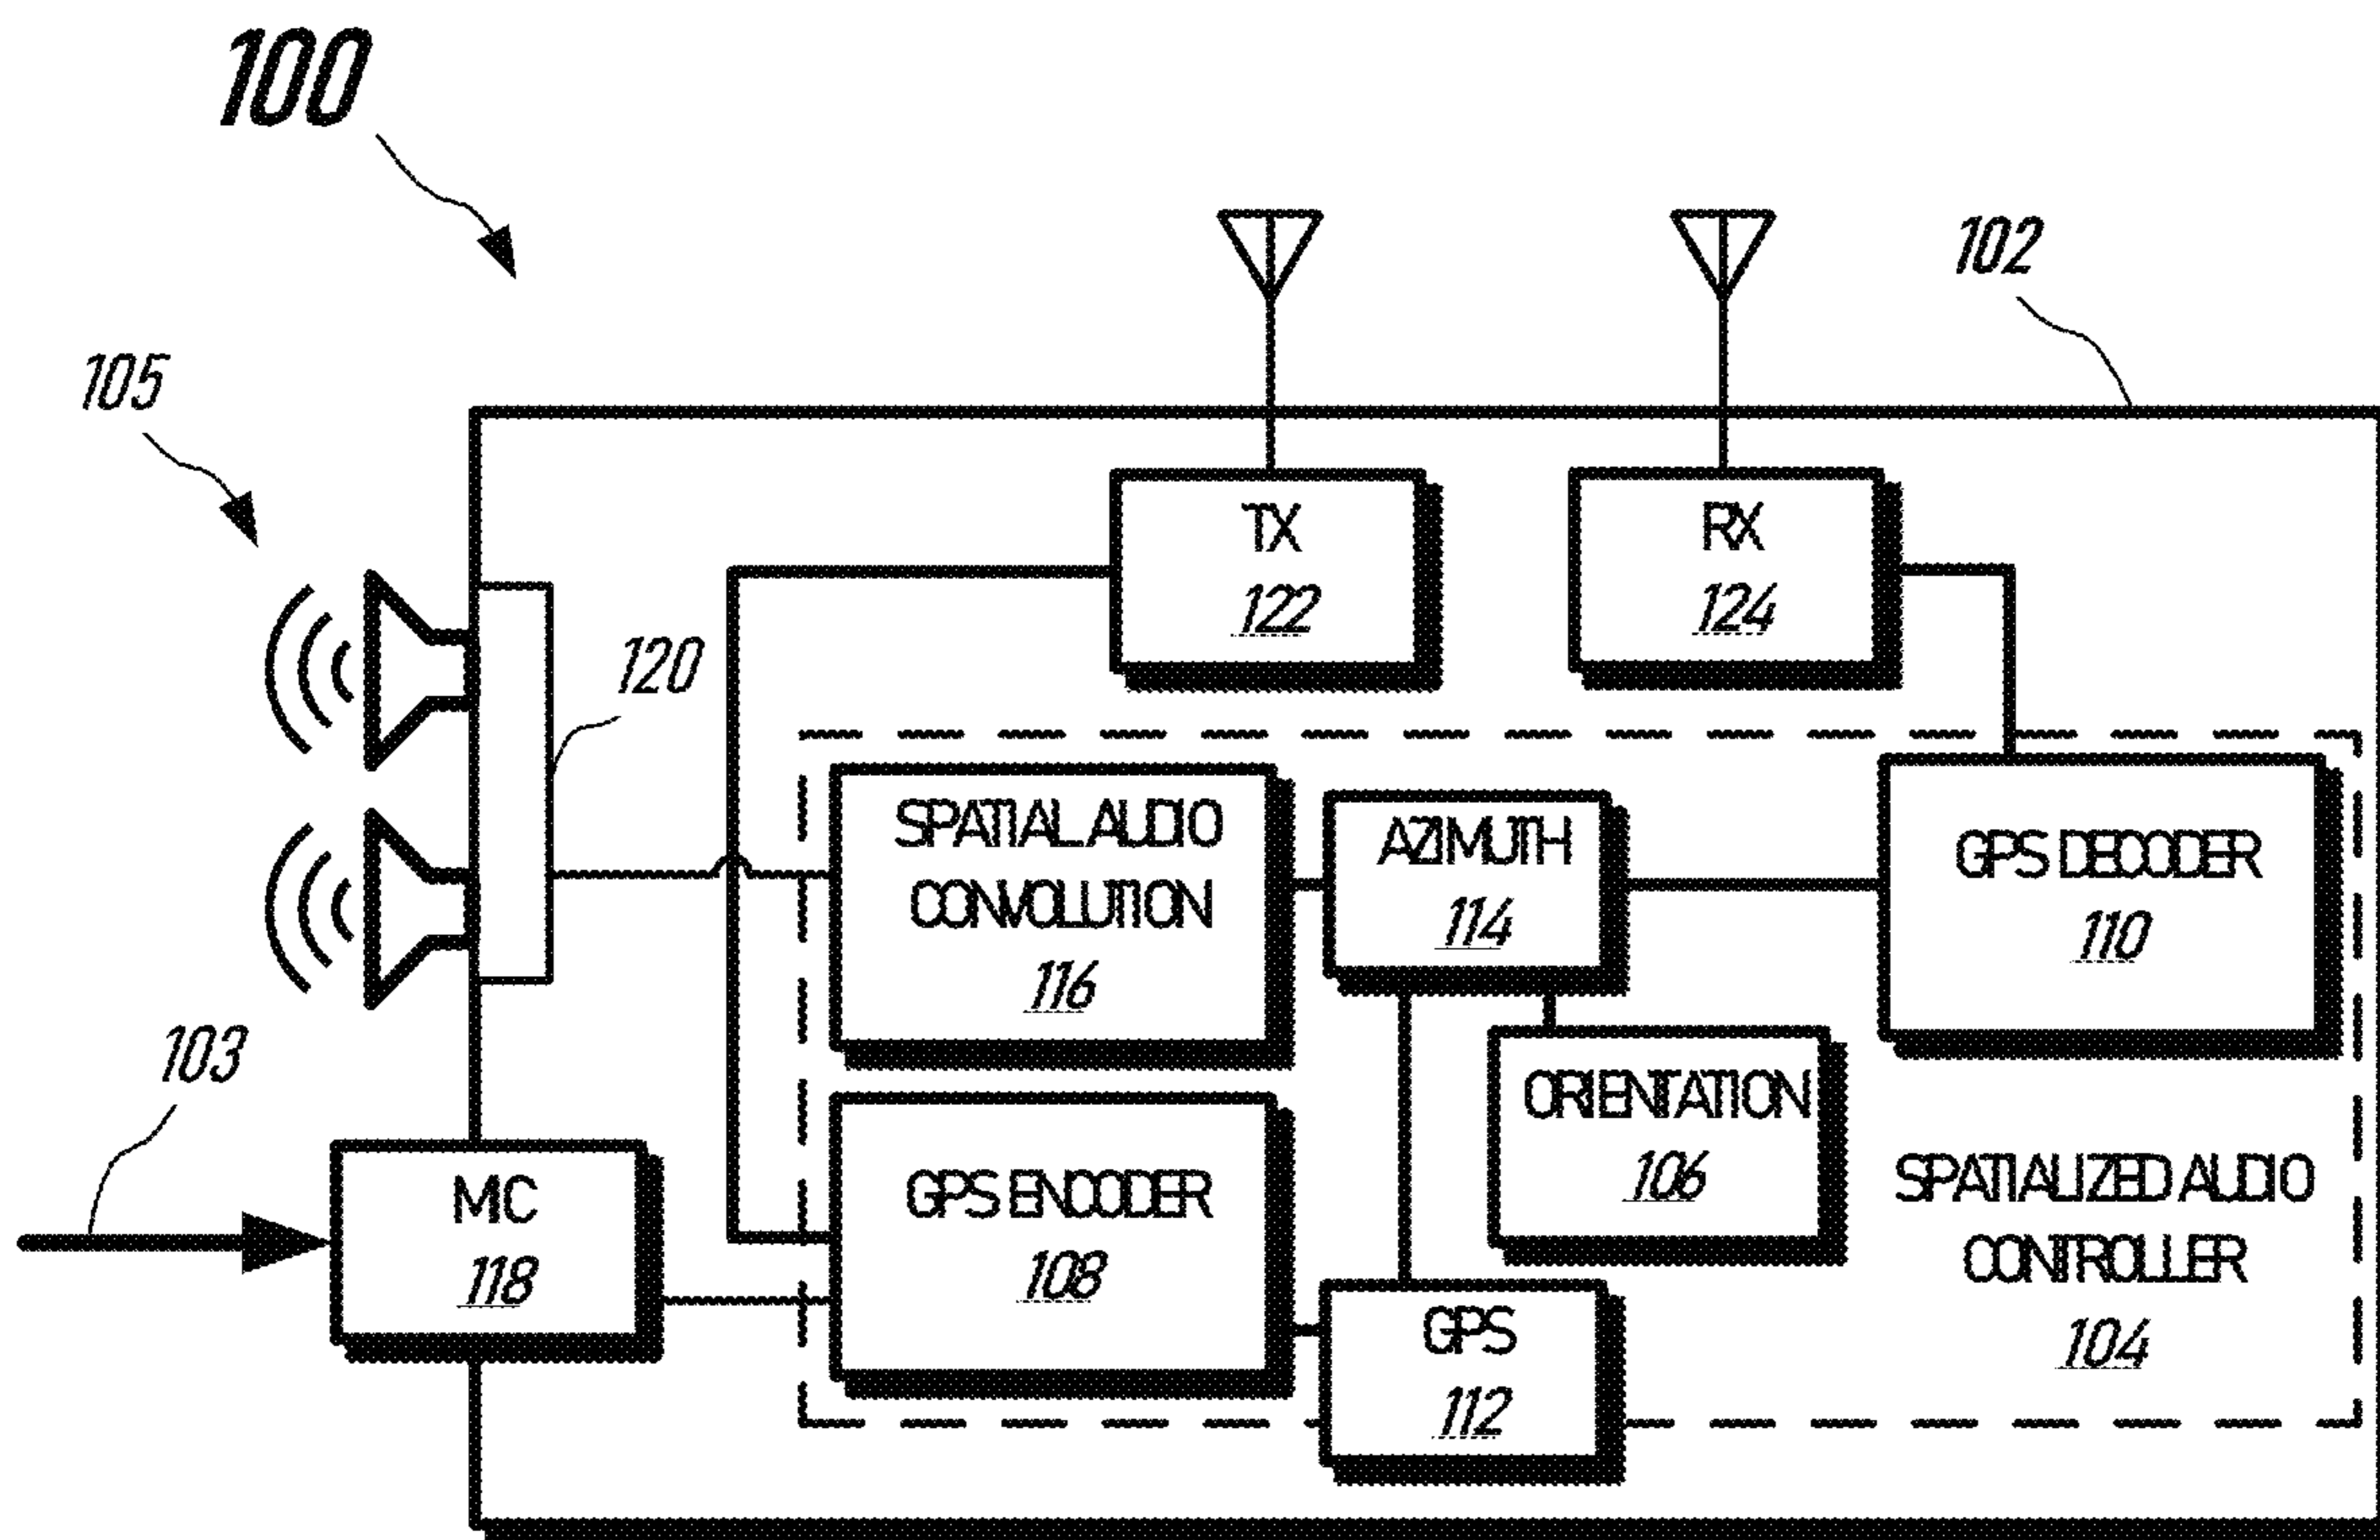 100
102
105
TX
122
RX
124
120
SPATIAL AUDIO
CONVOLUTION
116
AZIMUTH
114
GPS DECODER
110
103
ORIENTATION
106
MIC
118
GPS ENCODER
108
SPATIALIZED AUDIO
CONTROLLER
104
GPS
112